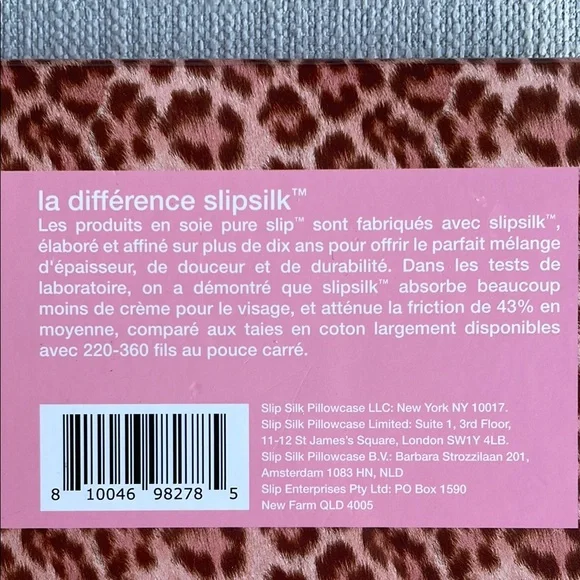 la différence slipsilk™
Les produits en soie pure slip™ sont fabriqués avec slipsilk™,
élaboré et affiné sur plus de dix ans pour offrir le parfait mélange
d'épaisseur, de douceur et de durabilité. Dans les tests de
laboratoire, on a démontré que slipsilk™ absorbe beaucoup
moins de crème pour le visage, et atténue la friction de 43% en
moyenne, comparé aux taies en coton largement disponibles
avec 220-360 fils au pouce carré.
Slip Silk Pillowcase LLC: New York NY 10017.
Slip Silk Pillowcase Limited: Suite 1, 3rd Floor,
11-12 St James's Square, London SW1Y 4LB.
Slip Silk Pillowcase B.V.: Barbara Strozzilaan 201,
Amsterdam 1083 HN, NLD
Slip Enterprises Pty Ltd: PO Box 1590
New Farm QLD 4005
8 10046 98278 5